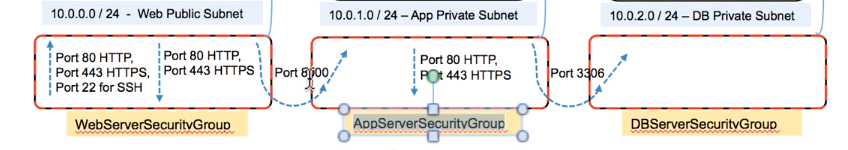 10.0.0.0 / 24 - Web Public Subnet
10.0.1.0 / 24 – App Private Subnet
10.0.2.0 / 24 – DB Private Subnet
Port 80 HTTP,
Port 443 HTTPS,
Port 22 for SSH
Port 80 HTTP,
Port 443 HTTPS
Port 8000
Port 80 HTTP,
Port 443 HTTPS
Port 3306
WebServerSecurityGroup
AppServerSecurityGroup
DBServerSecurityGroup